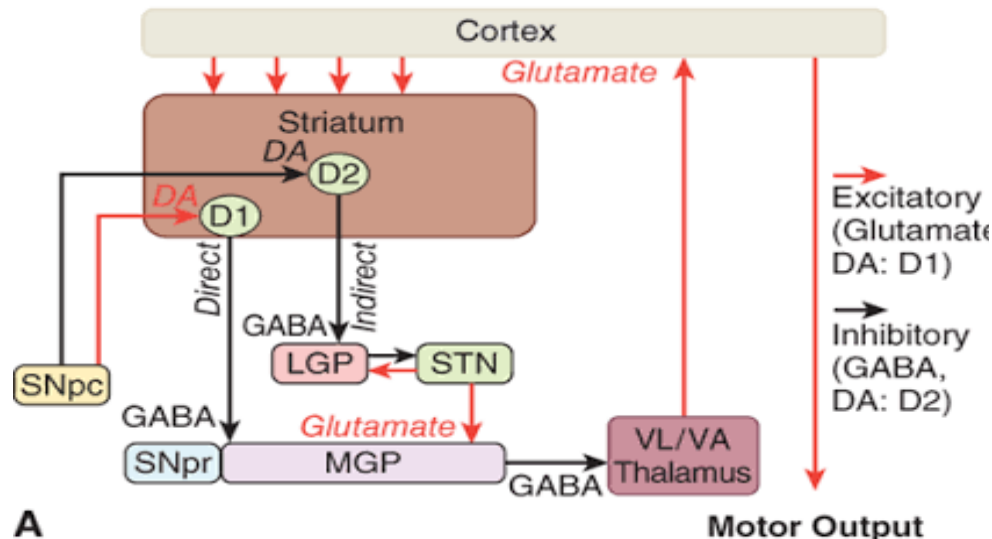 Cortex
Glutamate
Striatum
DA
D2
DA
D1
Excitatory
(Glutamate
DA: D1)
Direct
Indirect
Inhibitory
(GABA,
DA: D2)
GABA
LGP
STN
SNpc
GABA
Glutamate
SNpr
MGP
GABA
VL/VA
Thalamus
A
Motor Output